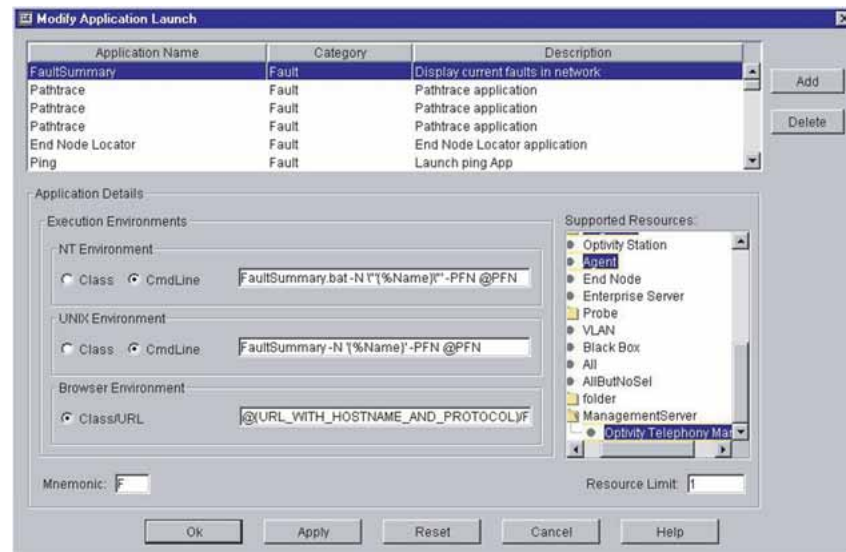 Modify Application Launch
Application Name Category Description
FaultSummary Fault Display current faults in network
Pathtrace Fault Pathtrace application
Pathtrace Fault Pathtrace application
Pathtrace Fault Pathtrace application
End Node Locator Fault End Node Locator application
Ping Fault Launch ping App
Add
Delete
Application Details
Execution Environments
NT Environment
Class CmdLine FaultSummary.bat -N \"'(%Name)\"' -PFN @PFN
UNIX Environment
Class CmdLine FaultSummary -N '(%Name)' -PFN @PFN
Browser Environment
Class/URL @(URL_WITH_HOSTNAME_AND_PROTOCOL)/F
Supported Resources:
Optivity Station
Agent
End Node
Enterprise Server
Probe
VLAN
Black Box
All
AllButNoSel
folder
ManagementServer
Optivity Telephony Mar
Mnemonic: F
Resource Limit: 1
Ok Apply Reset Cancel Help